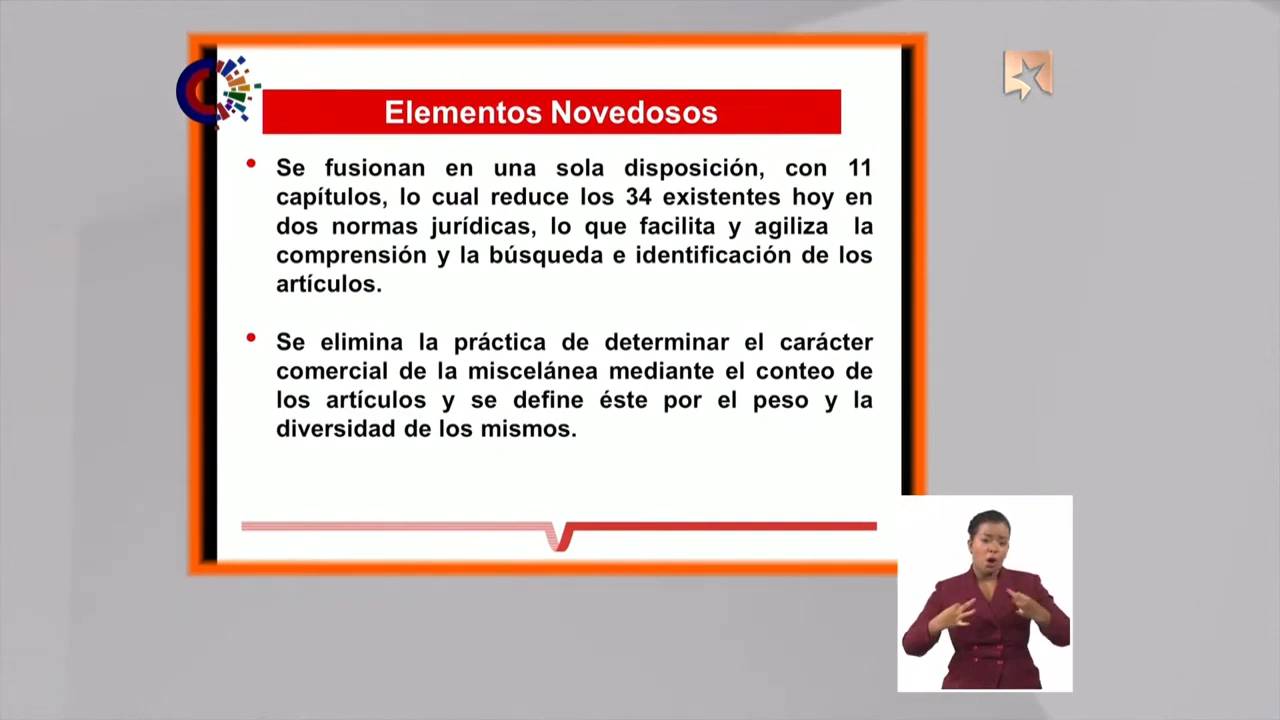 Elementos Novedosos
• Se fusionan en una sola disposición, con 11
capítulos, lo cual reduce los 34 existentes hoy en
dos normas jurídicas, lo que facilita y agiliza la
comprensión y la búsqueda e identificación de los
artículos.
• Se elimina la práctica de determinar el carácter
comercial de la miscelánea mediante el conteo de
los artículos y se define éste por el peso y la
diversidad de los mismos.